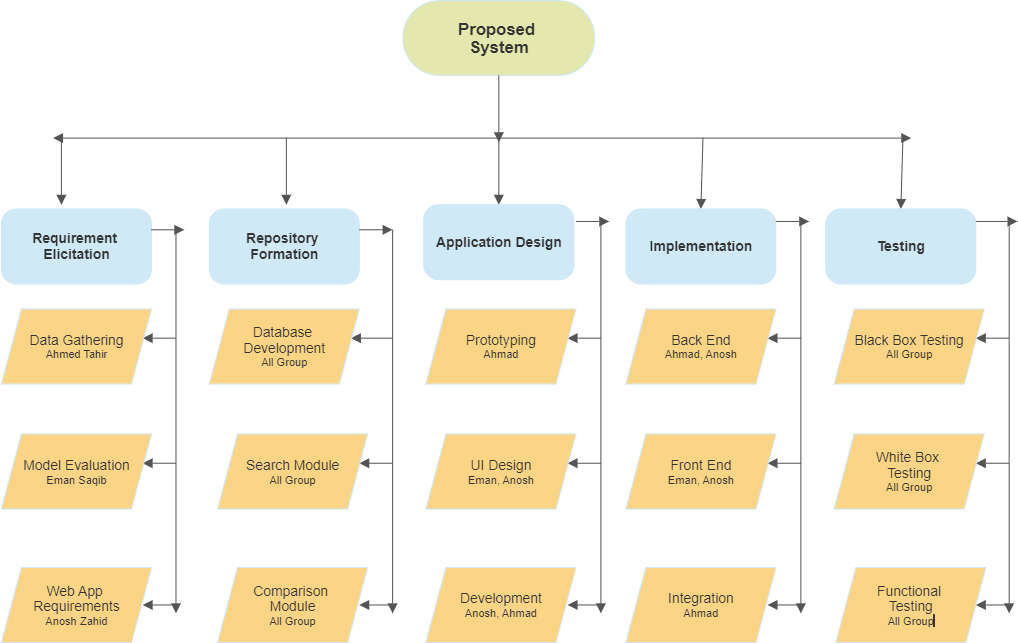 Proposed
System
Requirement
Elicitation
Repository
Formation
Application Design
Implementation
Testing
Data Gathering
Ahmed Tahir
Database
Development
All Group
Prototyping
Ahmad
Back End
Ahmad, Anosh
Black Box Testing
All Group
Model Evaluation
Eman Saqib
Search Module
All Group
UI Design
Eman, Anosh
Front End
Eman, Anosh
White Box
Testing
All Group
Web App
Requirements
Anosh Zahid
Comparison
Module
All Group
Development
Anosh, Ahmad
Integration
Ahmad
Functional
Testing
All Group